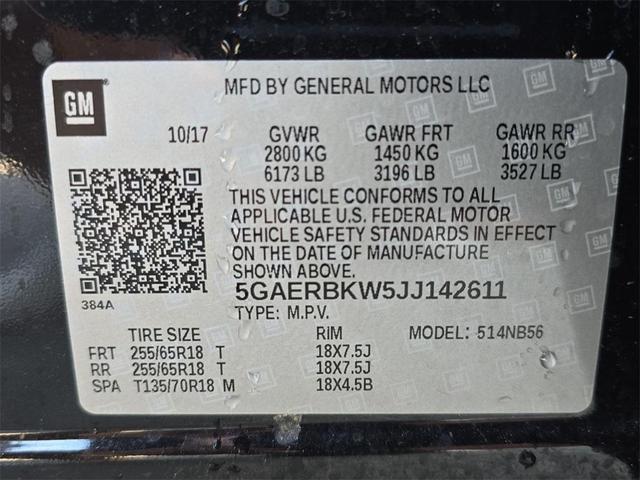 GM
MFD BY GENERAL MOTORS LLC
10/17 GVWR GAWR FRT GAWR RR
2800 KG 1450 KG 1600 KG
6173 LB 3196 LB 3527 LB
THIS VEHICLE CONFORMS TO ALL
APPLICABLE U.S. FEDERAL MOTOR
VEHICLE SAFETY STANDARDS IN EFFECT
ON THE DATE OF MANUFACTURE
SHOWN ABOVE.
384A
5GAERBKW5JJ142611
TYPE: M.P.V.
TIRE SIZE RIM MODEL: 514NB56
FRT 255/65R18 T 18X7.5J
RR 255/65R18 T 18X7.5J
SPA T135/70R18 M 18X4.5B